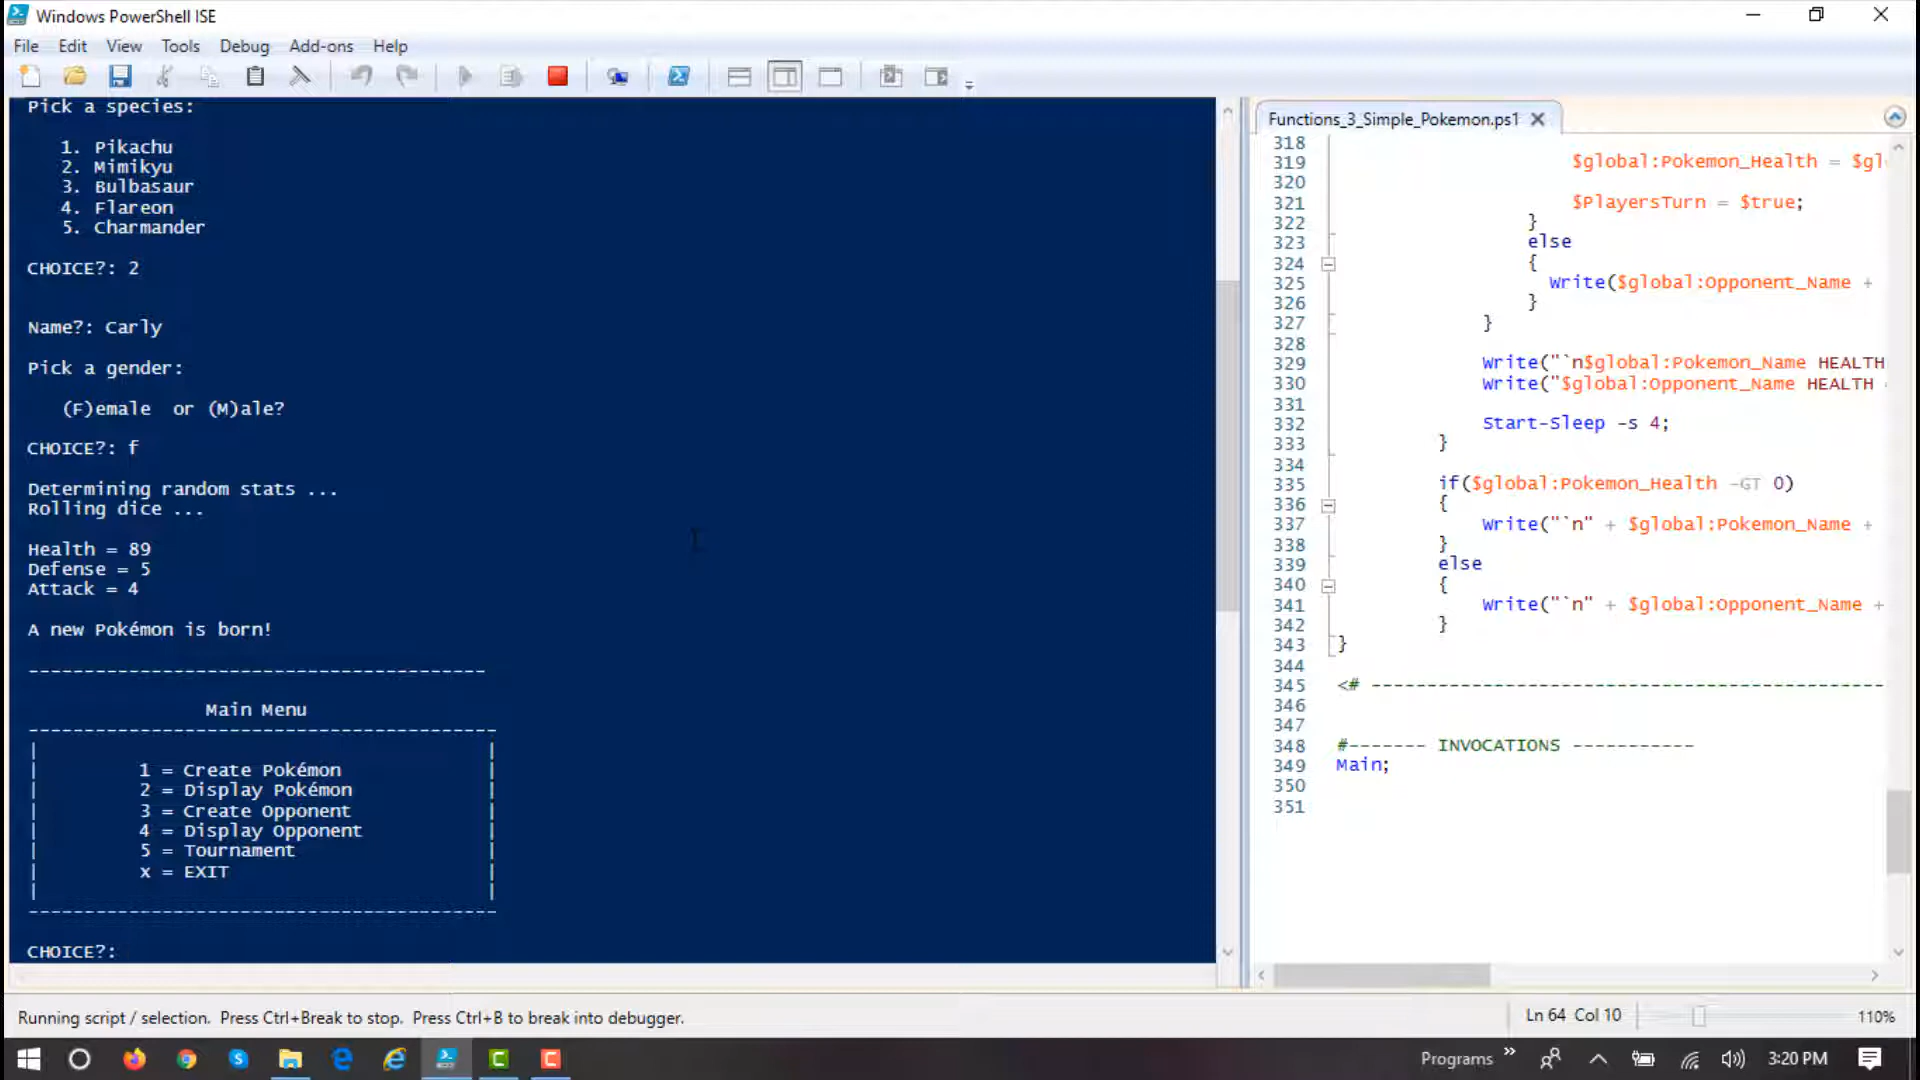 Windows PowerShell ISE
File Edit View Tools Debug Add-ons Help
Pick a species:
1. Pikachu
2. Mimikyu
3. Bulbasaur
4. Flareon
5. Charmander
CHOICE?: 2
Name?: Carly
Pick a gender:
(F)emale or (M)ale?
CHOICE?: f
Determining random stats ...
Rolling dice ...
Health = 89
Defense = 5
Attack = 4
A new Pokémon is born!
-----------------------------------------
Main Menu
------------------------------------------
| |
| 1 = Create Pokémon |
| 2 = Display Pokémon |
| 3 = Create Opponent |
| 4 = Display Opponent |
| 5 = Tournament |
| x = EXIT |
| |
------------------------------------------
CHOICE?:
Functions_3_Simple_Pokemon.ps1
318
319 $global:Pokemon_Health = $gl
320
321 $PlayersTurn = $true;
322 }
323 else
324 {
325 Write($global:Opponent_Name +
326 }
327 }
328
329 Write("`n$global:Pokemon_Name HEALTH
330 Write("$global:Opponent_Name HEALTH
331
332 Start-Sleep -s 4;
333 }
334
335 if($global:Pokemon_Health -GT 0)
336 {
337 Write("`n" + $global:Pokemon_Name +
338 }
339 else
340 {
341 Write("`n" + $global:Opponent_Name +
342 }
343 }
344
345 <# ----------------------------------------------
346
347
348 #------- INVOCATIONS -----------
349 Main;
350
351
Running script / selection. Press Ctrl+Break to stop. Press Ctrl+B to break into debugger.
Ln 64 Col 10
110%
Programs
3:20 PM